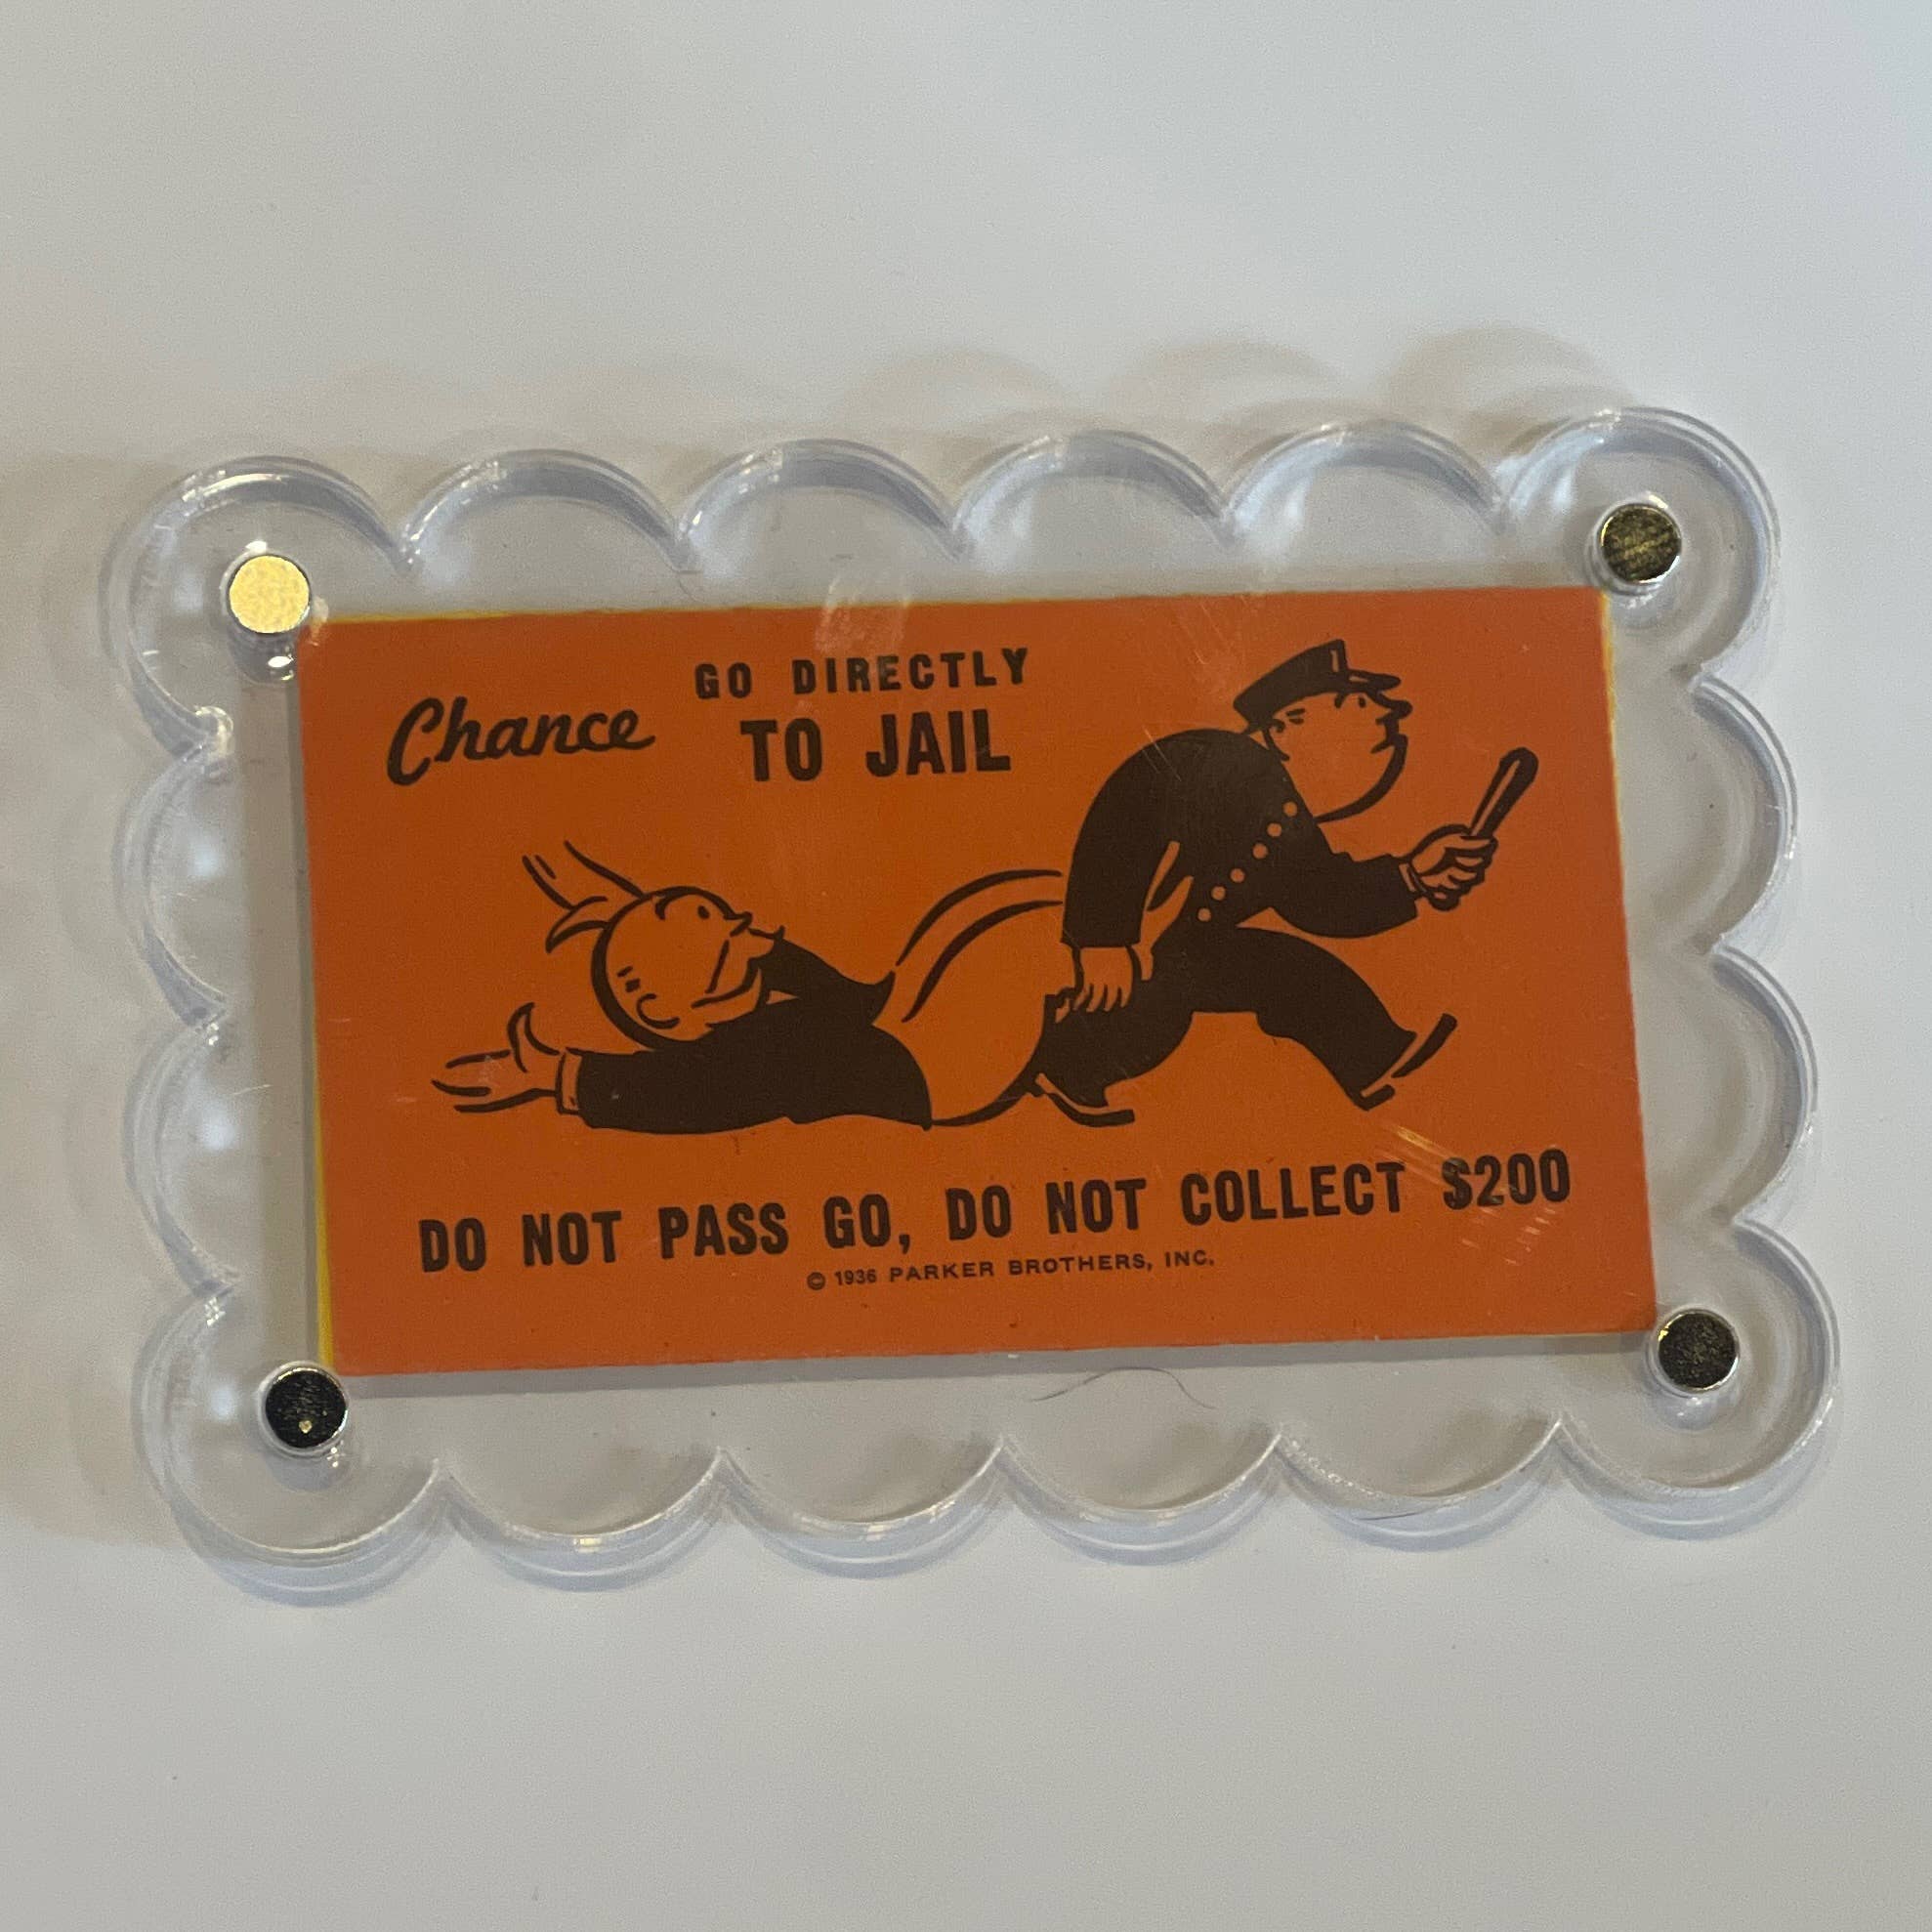 Chance
GO DIRECTLY
TO JAIL
DO NOT PASS GO, DO NOT COLLECT $200
© 1936 PARKER BROTHERS, INC.